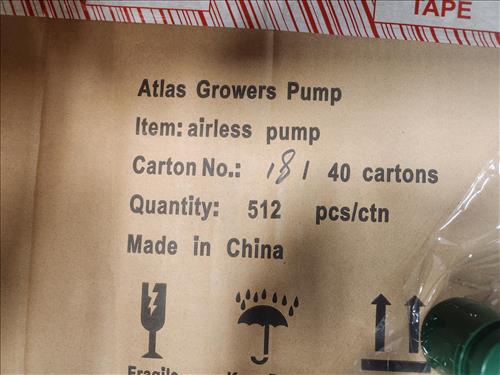 TAPE
Atlas Growers Pump
Item: airless pump
Carton No.: 18 / 40 cartons
Quantity: 512 pcs/ctn
Made in China
Fragile